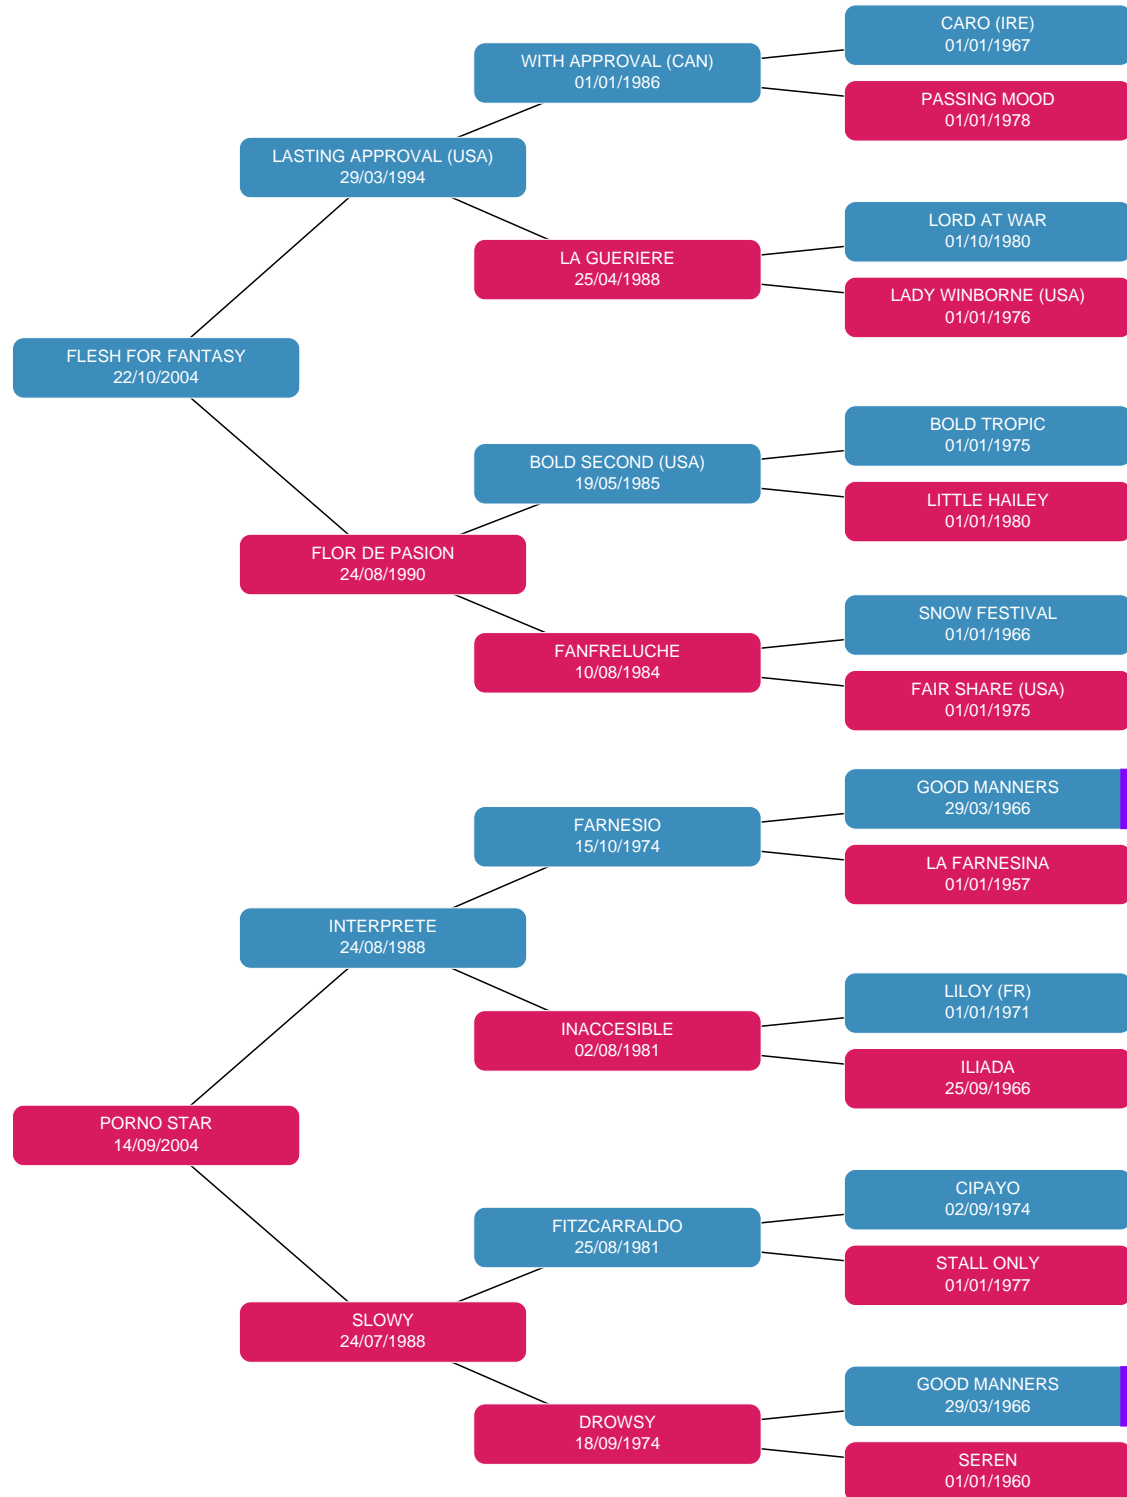 CARO (IRE)
01/01/1967
WITH APPROVAL (CAN)
01/01/1986
PASSING MOOD
01/01/1978
LASTING APPROVAL (USA)
29/03/1994
LORD AT WAR
01/10/1980
LA GUERIERE
25/04/1988
LADY WINBORNE (USA)
01/01/1976
FLESH FOR FANTASY
22/10/2004
BOLD TROPIC
01/01/1975
BOLD SECOND (USA)
19/05/1985
LITTLE HAILEY
01/01/1980
FLOR DE PASION
24/08/1990
SNOW FESTIVAL
01/01/1966
FANFRELUCHE
10/08/1984
FAIR SHARE (USA)
01/01/1975
GOOD MANNERS
29/03/1966
FARNESIO
15/10/1974
LA FARNESINA
01/01/1957
INTERPRETE
24/08/1988
LILOY (FR)
01/01/1971
INACCESIBLE
02/08/1981
ILIADA
25/09/1966
PORNO STAR
14/09/2004
CIPAYO
02/09/1974
FITZCARRALDO
25/08/1981
STALL ONLY
01/01/1977
SLOWY
24/07/1988
GOOD MANNERS
29/03/1966
DROWSY
18/09/1974
SEREN
01/01/1960